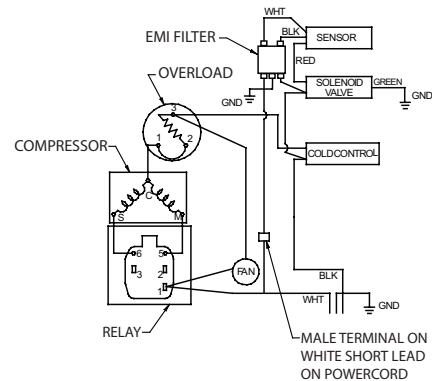 WHT
BLK
SENSOR
EMI FILTER
RED
OVERLOAD
SOLENOID
VALVE
GREEN
GND
GND
3
1
2
COLDCONTROL
COMPRESSOR
C
S
M
6
5
3
2
1
FAN
BLK
WHT
GND
RELAY
MALE TERMINAL ON
WHITE SHORT LEAD
ON POWERCORD